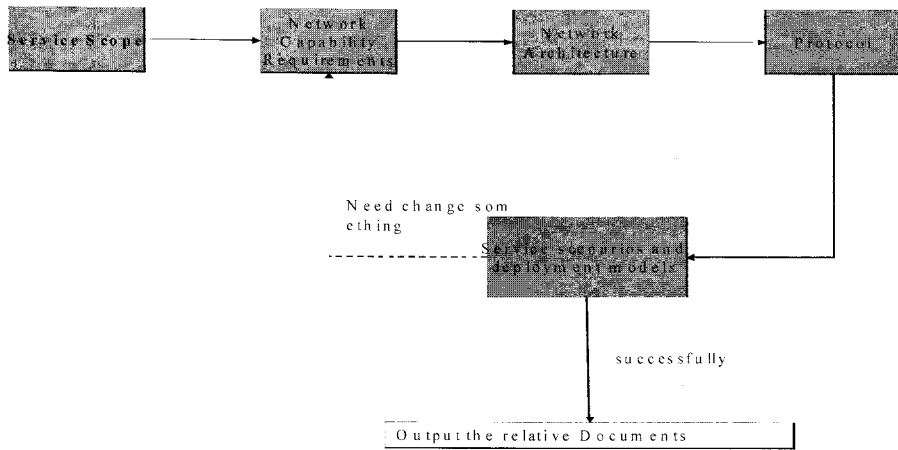 Service Scope
Network
Capability
Requirements
Network
Architecture
Protocol
Need change som
ething
Service scenarios and
deployment models
successfully
Output the relative Documents